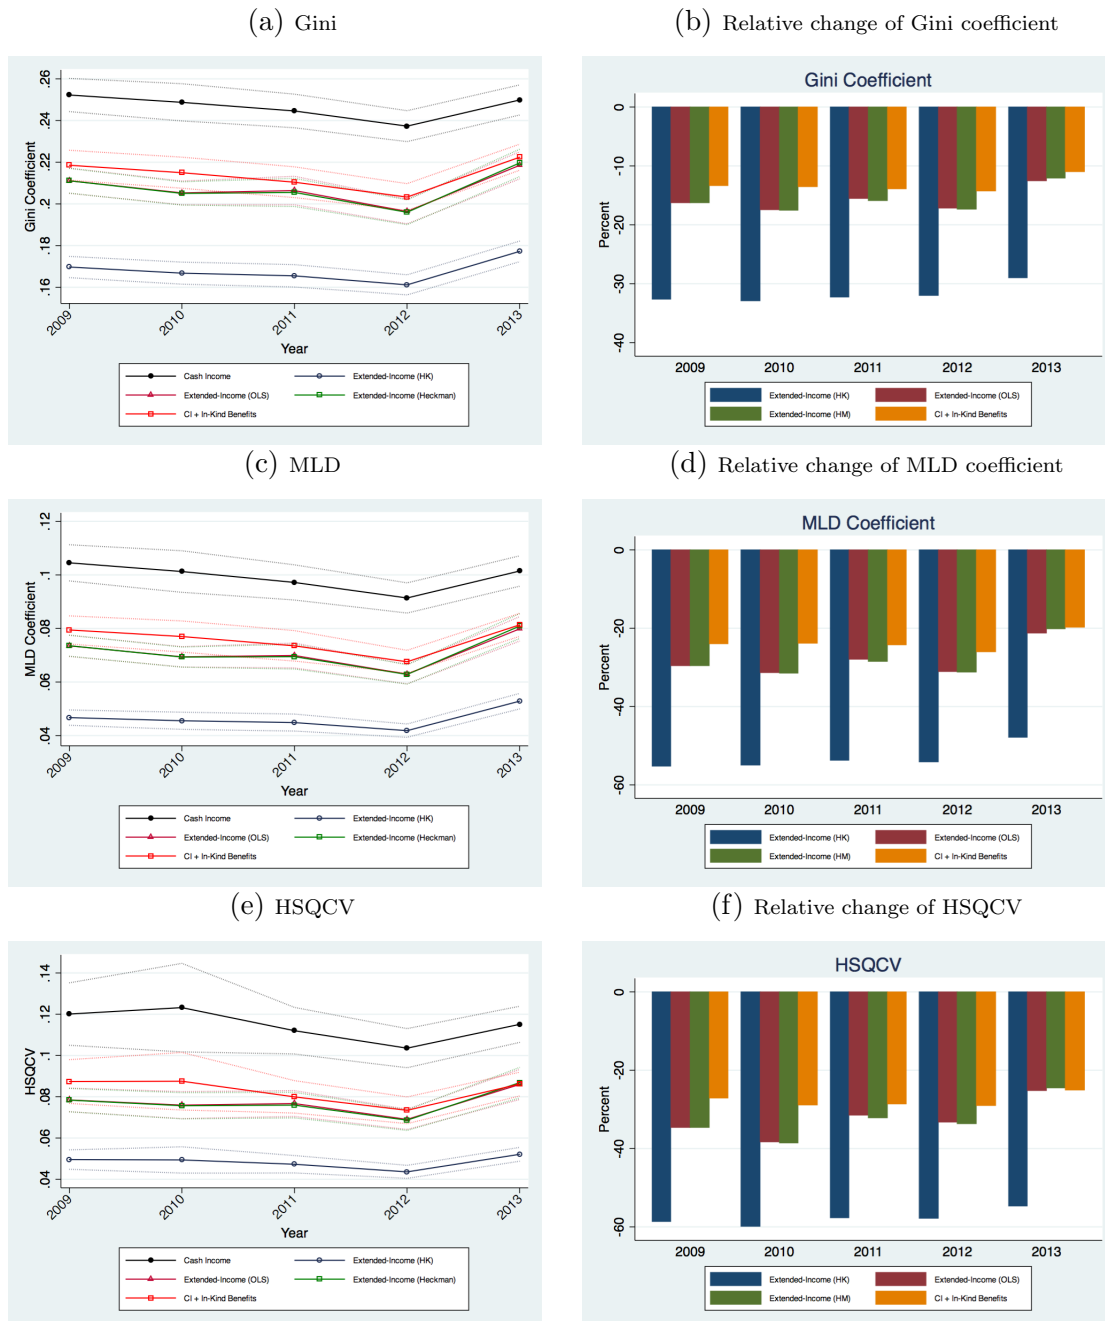 (a) Gini
(b) Relative change of Gini coefficient
Gini Coefficient
.26
.24
.22
.2
.18
.16
2009
2010
2011
2012
2013
Year
Cash Income
Extended-Income (HK)
Extended-Income (OLS)
Extended-Income (Heckman)
CI + In-Kind Benefits
Gini Coefficient
Percent
0
-10
-20
-30
-40
2009
2010
2011
2012
2013
Extended-Income (HK)
Extended-Income (OLS)
Extended-Income (HM)
CI + In-Kind Benefits
(c) MLD
(d) Relative change of MLD coefficient
MLD Coefficient
.12
.1
.08
.06
.04
2009
2010
2011
2012
2013
Year
Cash Income
Extended-Income (HK)
Extended-Income (OLS)
Extended-Income (Heckman)
CI + In-Kind Benefits
MLD Coefficient
Percent
0
-20
-40
-60
2009
2010
2011
2012
2013
Extended-Income (HK)
Extended-Income (OLS)
Extended-Income (HM)
CI + In-Kind Benefits
(e) HSQCV
(f) Relative change of HSQCV
HSQCV
.14
.12
.1
.08
.06
.04
2009
2010
2011
2012
2013
Year
Cash Income
Extended-Income (HK)
Extended-Income (OLS)
Extended-Income (Heckman)
CI + In-Kind Benefits
HSQCV
Percent
0
-20
-40
-60
2009
2010
2011
2012
2013
Extended-Income (HK)
Extended-Income (OLS)
Extended-Income (HM)
CI + In-Kind Benefits